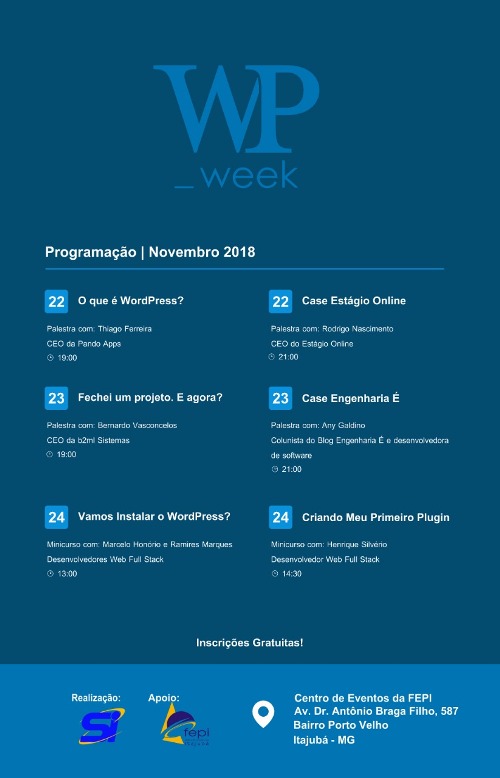 WP
_week
Programação | Novembro 2018
22 O que é WordPress?
Palestra com: Thiago Ferreira
CEO da Pando Apps
19:00
22 Case Estágio Online
Palestra com: Rodrigo Nascimento
CEO do Estágio Online
21:00
23 Fechei um projeto. E agora?
Palestra com: Bernardo Vasconcelos
CEO da b2ml Sistemas
19:00
23 Case Engenharia É
Palestra com: Any Galdino
Colunista do Blog Engenharia É e desenvolvedora
de software
21:00
24 Vamos Instalar o WordPress?
Minicurso com: Marcelo Honório e Ramires Marques
Desenvolvedores Web Full Stack
13:00
24 Criando Meu Primeiro Plugin
Minicurso com: Henrique Silvério
Desenvolvedor Web Full Stack
14:30
Inscrições Gratuitas!
Realização:
SI
Apoio:
fepi
Centro de Eventos da FEPI
Av. Dr. Antônio Braga Filho, 587
Bairro Porto Velho
Itajubá - MG